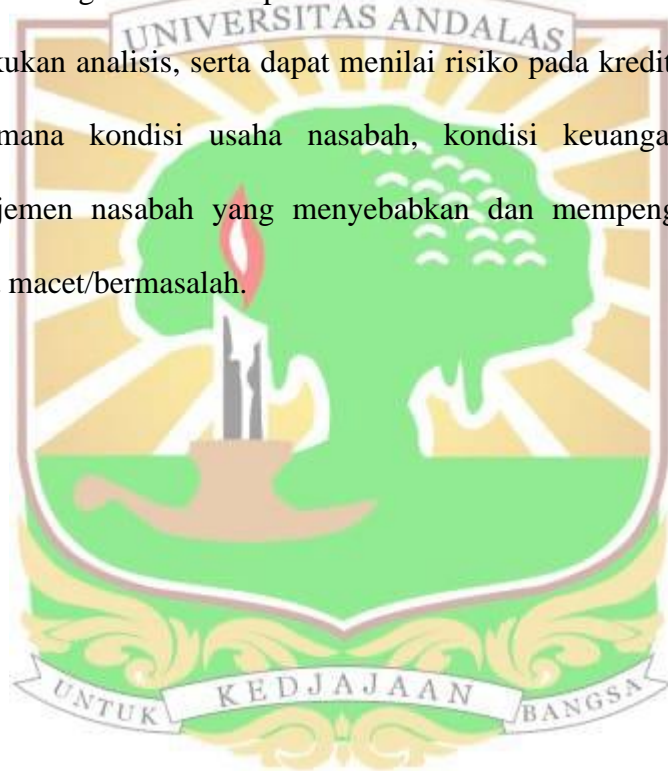 UNIVERSITAS ANDALAS
kukan analisis, serta dapat menilai risiko pada kredit
mana kondisi usaha nasabah, kondisi keuanga
jemen nasabah yang menyebabkan dan mempeng
macet/bermasalah.
UNTUK KEDJAJAAN BANGSA